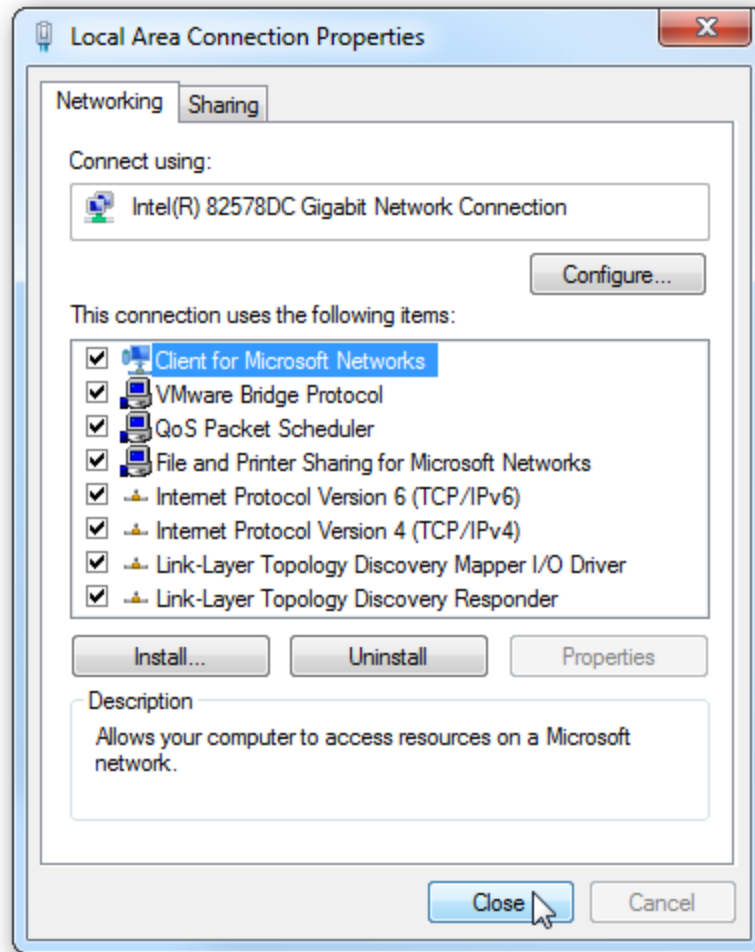 Local Area Connection Properties
Networking Sharing
Connect using:
Intel(R) 82578DC Gigabit Network Connection
Configure...
This connection uses the following items:
Client for Microsoft Networks
VMware Bridge Protocol
QoS Packet Scheduler
File and Printer Sharing for Microsoft Networks
Internet Protocol Version 6 (TCP/IPv6)
Internet Protocol Version 4 (TCP/IPv4)
Link-Layer Topology Discovery Mapper I/O Driver
Link-Layer Topology Discovery Responder
Install... Uninstall Properties
Description
Allows your computer to access resources on a Microsoft
network.
Close Cancel